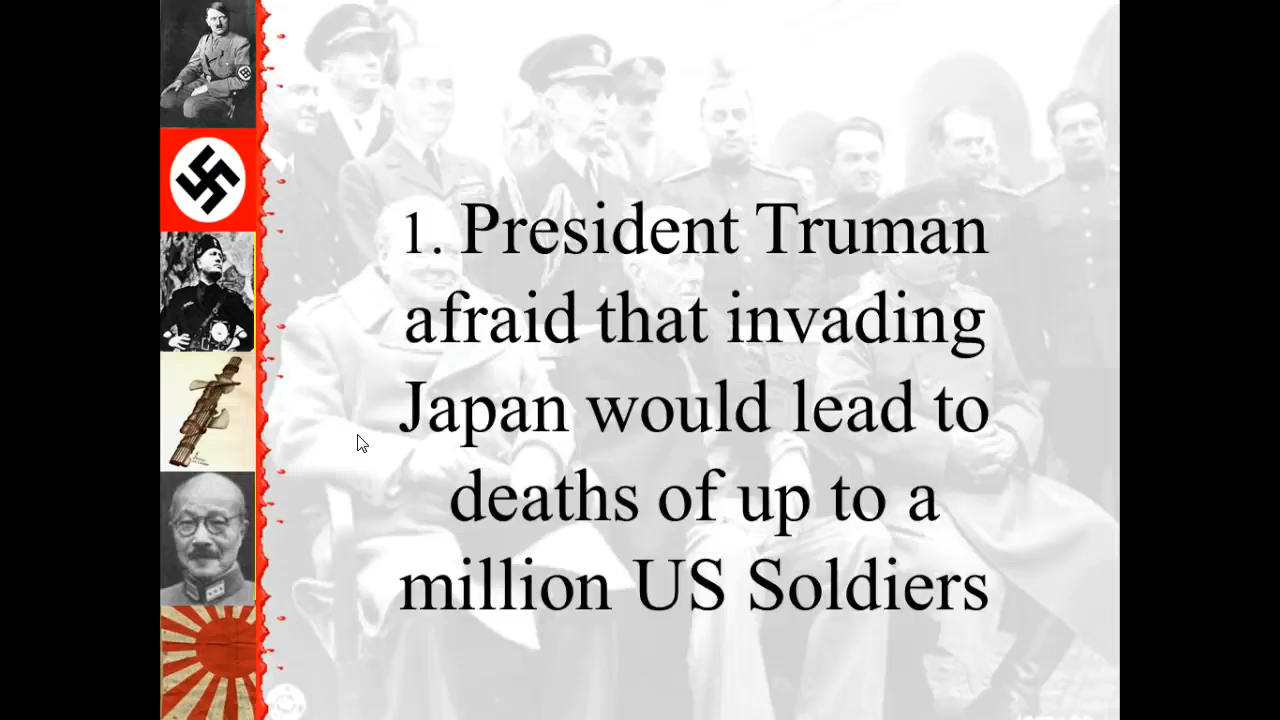 1. President Truman
afraid that invading
Japan would lead to
deaths of up to a
million US Soldiers